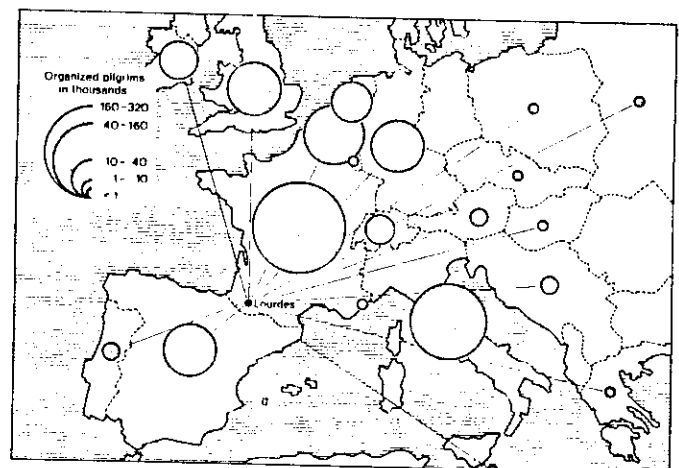 Organized pilgrims
in thousands
160-320
40-160
10-40
1-10
<1
Lourdes